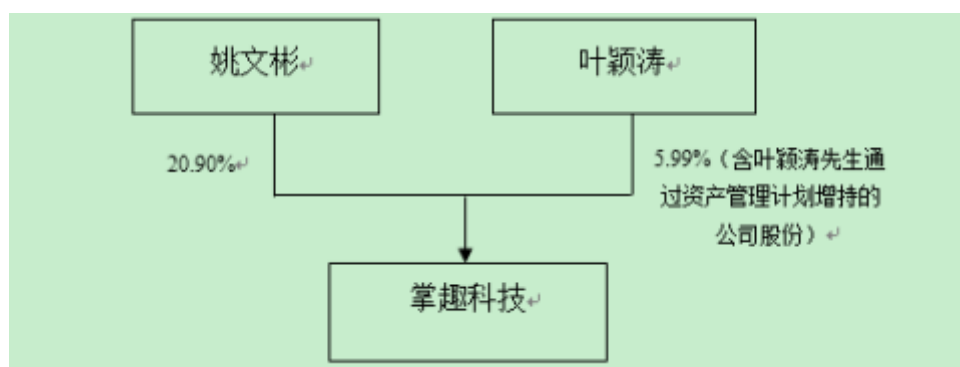 姚文彬
叶颖涛
20.90%
5.99%（含叶颖涛先生通
过资产管理计划增持的
公司股份）
掌趣科技